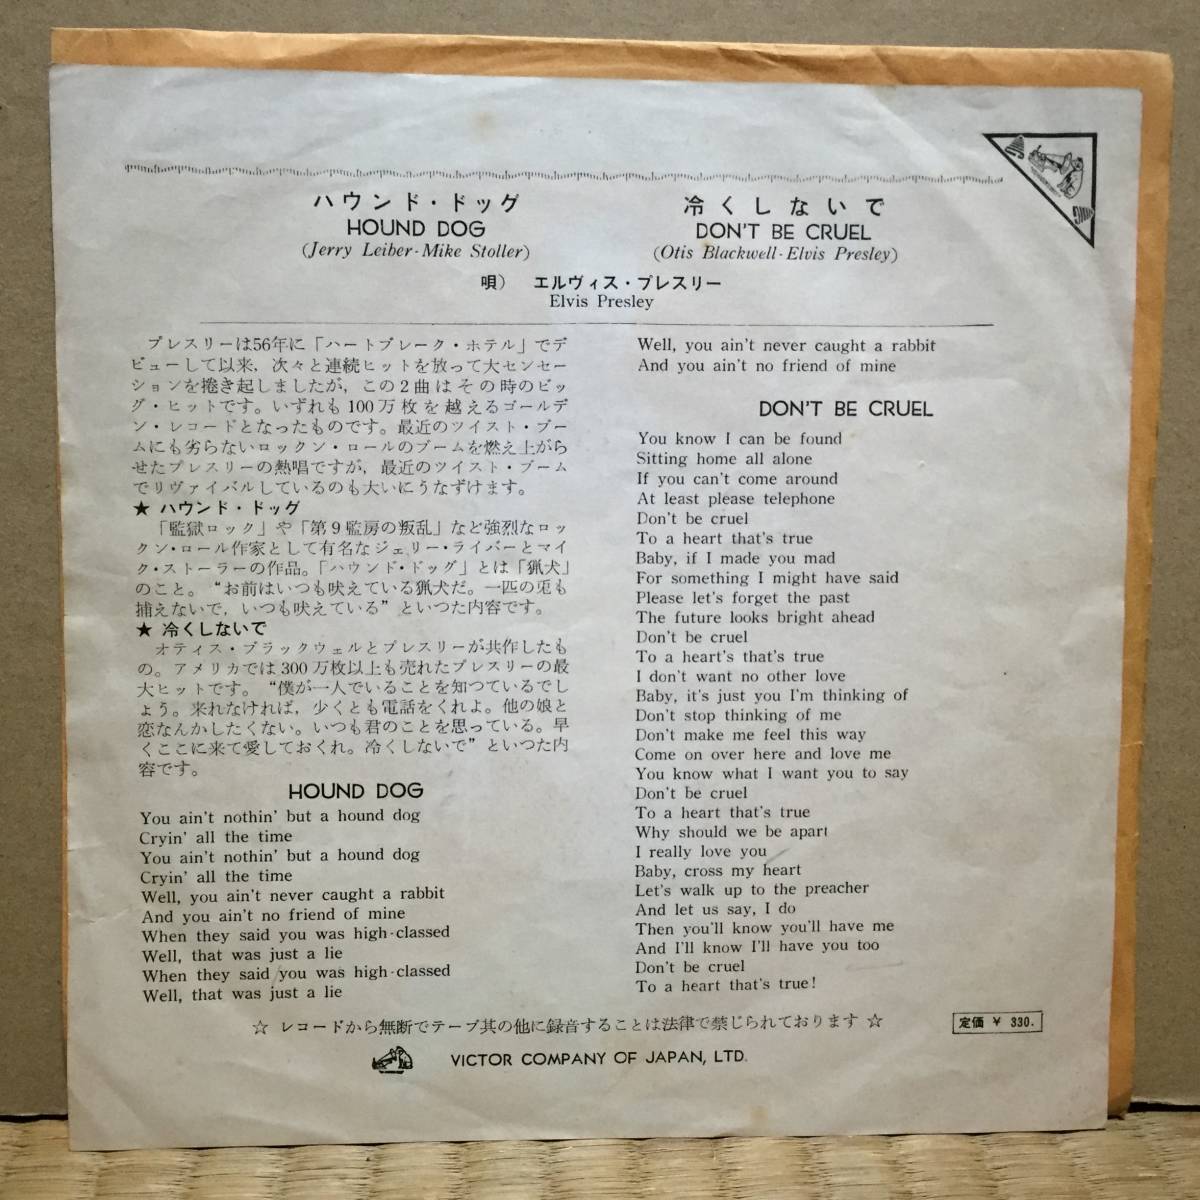 ハウンド・ドッグ
HOUND DOG
(Jerry Leiber-Mike Stoller)
冷くしないで
DON'T BE CRUEL
(Otis Blackwell-Elvis Presley)
唄) エルヴィス・プレスリー
Elvis Presley
プレスリーは56年に「ハートブレーク・ホテル」でデ
ビューして以来, 次々と連続ヒットを放って大センセー
ションを捲き起しましたが, この2曲はその時のビッ
グ・ヒットです。いずれも100万枚を越えるゴールデ
ン・レコードとなったものです。最近のツイスト・ブー
ムにも劣らないロックン・ロールのブームを燃え上がら
せたプレスリーの熱唱ですが, 最近のツイスト・ブーム
でリヴァイバルしているのも大いにうなずけます。
★ ハウンド・ドッグ
「監獄ロック」や「第9監房の叛乱」など強烈なロッ
クン・ロール作家として有名なジェリー・ライバーとマイ
ク・ストーラーの作品。「ハウンド・ドッグ」とは「猟犬」
のこと。“お前はいつも吠えている猟犬だ。一匹の兎も
捕えないで, いつも吠えている”といつた内容です。
★ 冷くしないで
オティス・ブラックウェルとプレスリーが共作したも
の。アメリカでは300万枚以上も売れたプレスリーの最
大ヒットです。“僕が一人でいることを知つているでし
ょう。来れなければ, 少くとも電話をくれよ。他の娘と
恋なんかしたくない。いつも君のことを思っている。早
くここに来て愛しておくれ。冷くしないで”といつた内
容です。
HOUND DOG
You ain't nothin' but a hound dog
Cryin' all the time
You ain't nothin' but a hound dog
Cryin' all the time
Well, you ain't never caught a rabbit
And you ain't no friend of mine
When they said you was high-classed
Well, that was just a lie
When they said you was high-classed
Well, that was just a lie
Well, you ain't never caught a rabbit
And you ain't no friend of mine
DON'T BE CRUEL
You know I can be found
Sitting home all alone
If you can't come around
At least please telephone
Don't be cruel
To a heart that's true
Baby, if I made you mad
For something I might have said
Please let's forget the past
The future looks bright ahead
Don't be cruel
To a heart's that's true
I don't want no other love
Baby, it's just you I'm thinking of
Don't stop thinking of me
Don't make me feel this way
Come on over here and love me
You know what I want you to say
Don't be cruel
To a heart that's true
Why should we be apart
I really love you
Baby, cross my heart
Let's walk up to the preacher
And let us say, I do
Then you'll know you'll have me
And I'll know I'll have you too
Don't be cruel
To a heart that's true!
☆ レコードから無断でテープ其の他に録音することは法律で禁じられております ☆
定価 ¥ 330.
VICTOR COMPANY OF JAPAN, LTD.